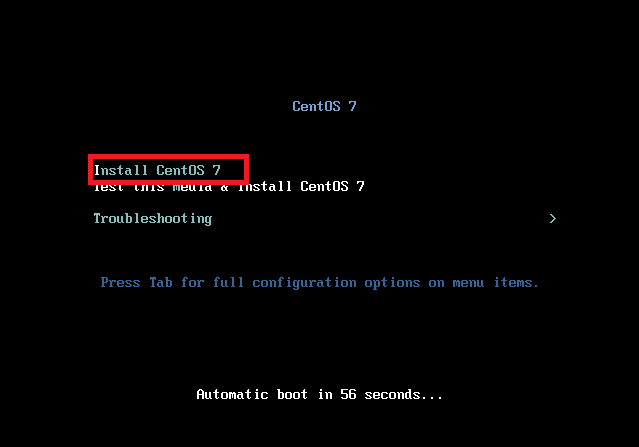 CentOS 7
Install CentOS 7
Test this media & install CentOS 7
Troubleshooting >
Press Tab for full configuration options on menu items.
Automatic boot in 56 seconds...